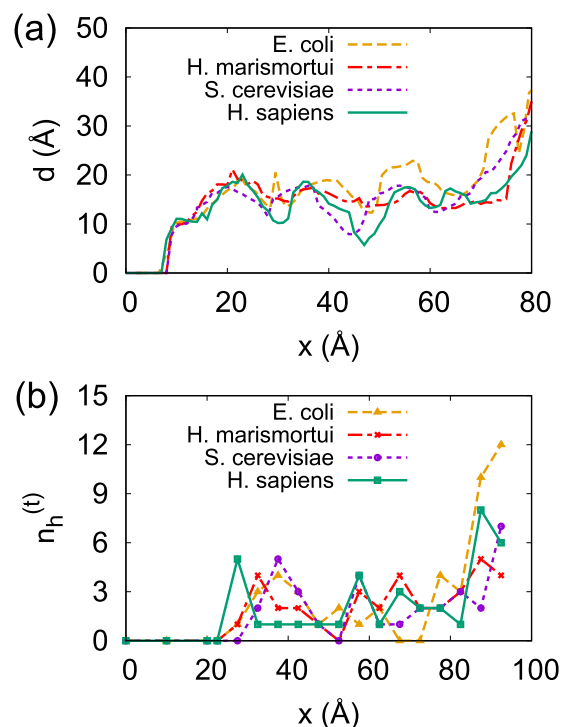 (a)
50
40
30
20
10
0
d (Å)
E. coli
H. marismortui
S. cerevisiae
H. sapiens
0 20 40 60 80
x (Å)
(b)
15
12
9
6
3
0
n_h^(t)
E. coli
H. marismortui
S. cerevisiae
H. sapiens
0 20 40 60 80 100
x (Å)